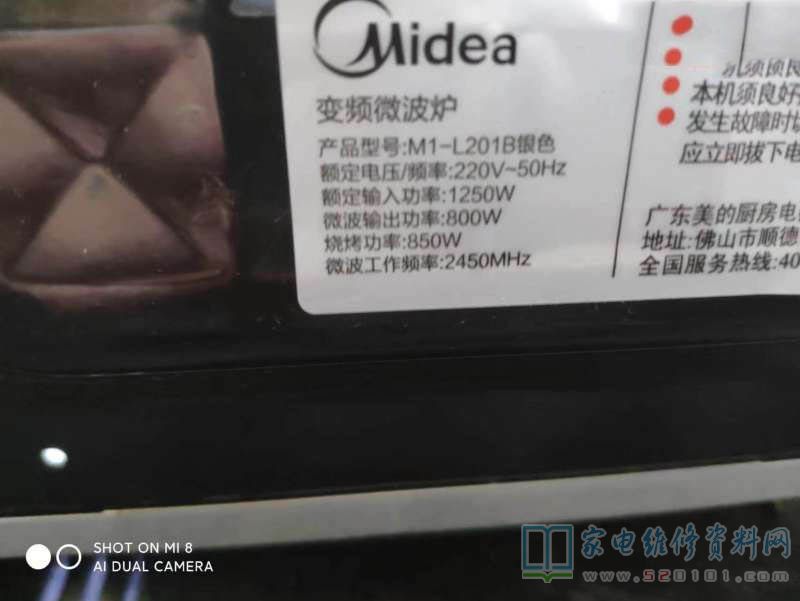 Midea
变频微波炉
产品型号:M1-L201B银色
额定电压/频率:220V~50Hz
额定输入功率:1250W
微波输出功率:800W
烧烤功率:850W
微波工作频率:2450MHz
本机须良好
发生故障时
应立即拔下电
广东美的厨房电
地址:佛山市顺德
全国服务热线:40
SHOT ON MI 8
AI DUAL CAMERA
家电维修资料网
www.520101.com